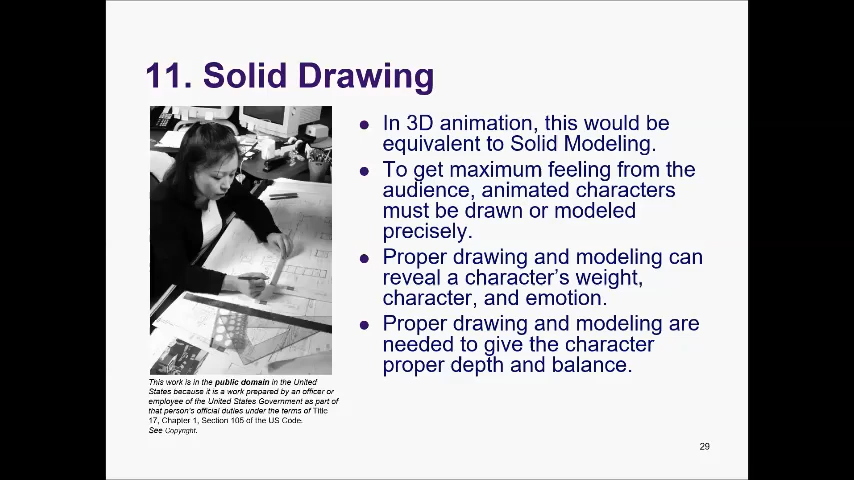 11. Solid Drawing
● In 3D animation, this would be
equivalent to Solid Modeling.
● To get maximum feeling from the
audience, animated characters
must be drawn or modeled
precisely.
● Proper drawing and modeling can
reveal a character's weight,
character, and emotion.
● Proper drawing and modeling are
needed to give the character
proper depth and balance.
This work is in the public domain in the United
States because it is a work prepared by an officer or
employee of the United States Government as part of
that person's official duties under the terms of Title
17, Chapter 1, Section 105 of the US Code.
See Copyright.
29